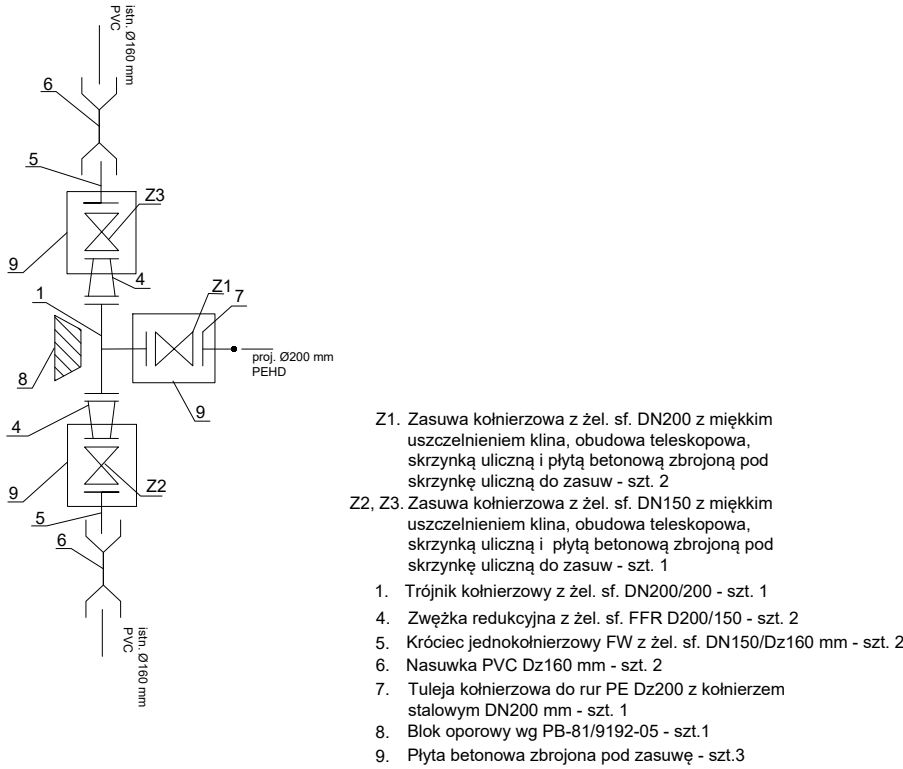 istn. Ø160 mm
PVC
6
5
Z3
9
4
1
Z1
7
proj. Ø200 mm
PEHD
8
9
4
9
Z2
5
6
istn. Ø160 mm
PVC
Z1. Zasuwa kołnierzowa z żel. sf. DN200 z miękkim
uszczelnieniem klina, obudowa teleskopowa,
skrzynką uliczną i płytą betonową zbrojoną pod
skrzynkę uliczną do zasuw - szt. 2
Z2, Z3. Zasuwa kołnierzowa z żel. sf. DN150 z miękkim
uszczelnieniem klina, obudowa teleskopowa,
skrzynką uliczną i płytą betonową zbrojoną pod
skrzynkę uliczną do zasuw - szt. 1
1. Trójnik kołnierzowy z żel. sf. DN200/200 - szt. 1
4. Zwężka redukcyjna z żel. sf. FFR D200/150 - szt. 2
5. Króciec jednokołnierzowy FW z żel. sf. DN150/Dz160 mm - szt. 2
6. Nasuwka PVC Dz160 mm - szt. 2
7. Tuleja kołnierzowa do rur PE Dz200 z kołnierzem
stalowym DN200 mm - szt. 1
8. Blok oporowy wg PB-81/9192-05 - szt.1
9. Płyta betonowa zbrojona pod zasuwę - szt.3